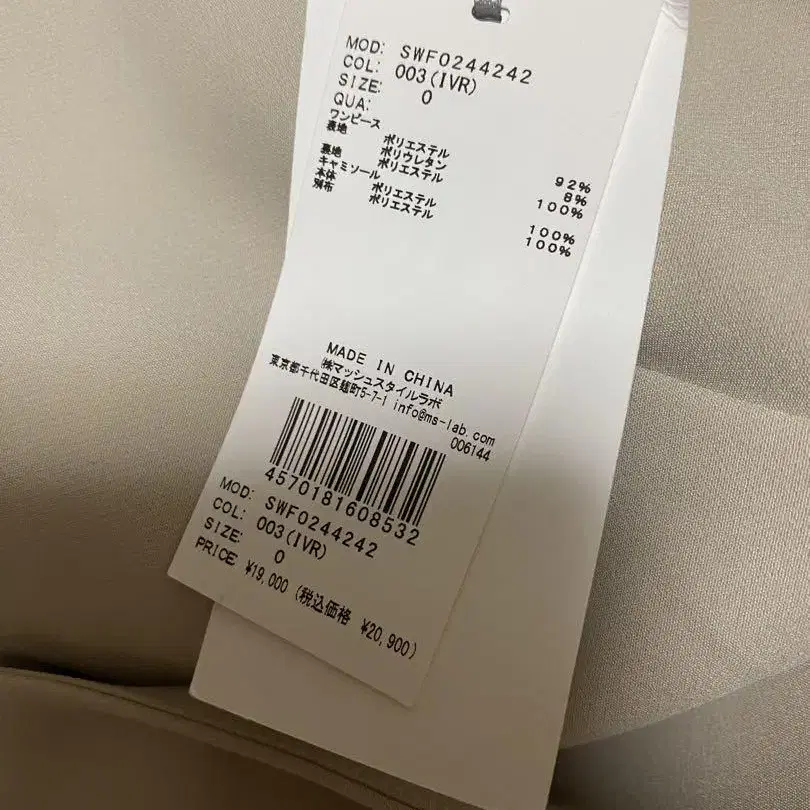 MOD: SWF0244242
COL: 003(IVR)
SIZE: 0
QUA:
ワンピース
表地 ポリエステル 92%
ポリウレタン 8%
裏地 ポリエステル 100%
キャミソール
本体 ポリエステル 100%
別布 ポリエステル 100%
MADE IN CHINA
㈱マッシュスタイルラボ
東京都千代田区麹町5-7-1 info@ms-lab.com
006144
4570181608532
MOD: SWF0244242
COL: 003(IVR)
SIZE: 0
PRICE ¥19,000 (税込価格 ¥20,900)